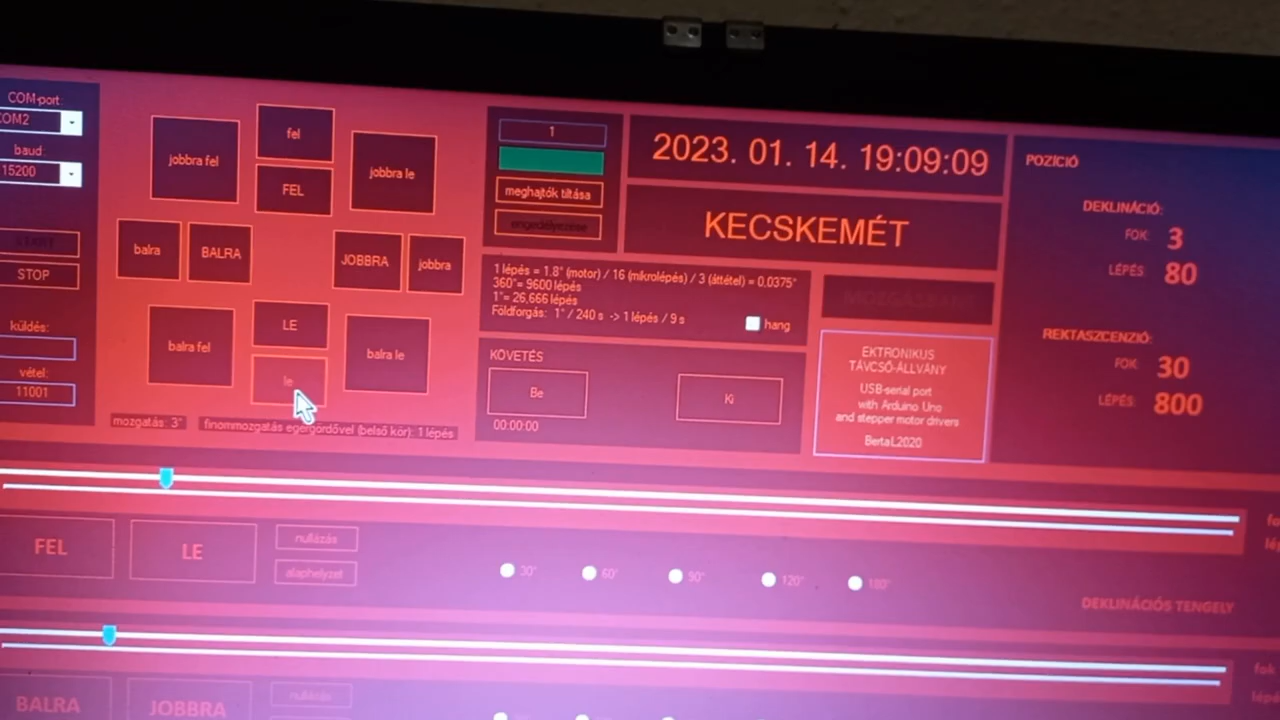 COM-port:
COM2
baud:
15200
START
STOP
küldés:
vétel:
11001
jobbra fel
fel
FEL
jobbra le
balra
BALRA
JOBBRA
jobbra
balra fel
LE
le
balra le
mozgatás: 3°
finommozgatás egérgördővel (belső kör): 1 lépés
1
meghajtók tiltása
engedélyezése
2023. 01. 14. 19:09:09
KECSKEMÉT
1 lépés = 1,8° (motor) / 16 (mikrolépés) / 3 (áttétel) = 0,0375°
360°= 9600 lépés
1°= 26,666 lépés
Földforgás: 1° / 240 s -> 1 lépés / 9 s
hang
KÖVETÉS
Be
Ki
00:00:00
EKTRONIKUS
TÁVCSŐ-ÁLLVÁNY
USB-serial port
with Arduino Uno
and stepper motor drivers
BertaL2020
POZÍCIÓ
DEKLINÁCIÓ:
FOK: 3
LÉPÉS: 80
REKTASZCENZIÓ:
FOK: 30
LÉPÉS: 800
FEL
LE
nullázás
alaphelyzet
30°
60°
90°
120°
180°
DEKLINÁCIÓS TENGELY
BALRA
JOBBRA
nullázás